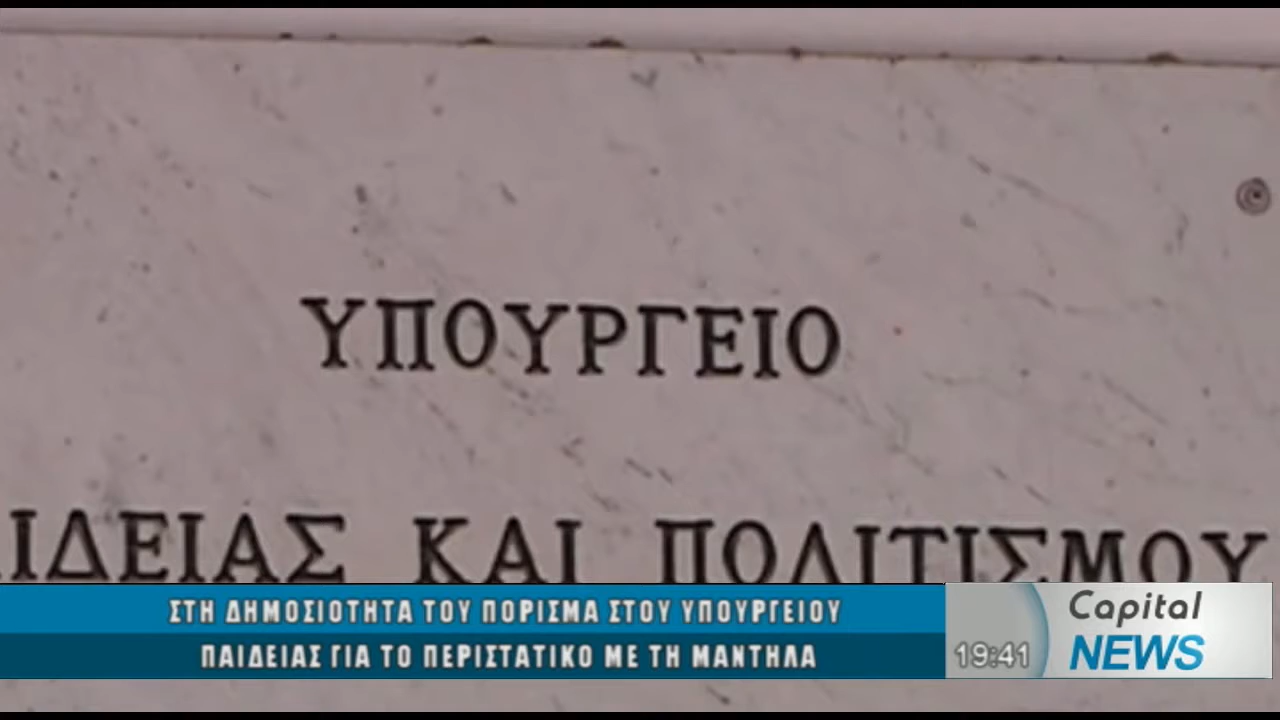 ΥΠΟΥΡΓΕΙΟ
ΙΔΕΙΑΣ ΚΑΙ ΠΟΛΙΤΙΣΜΟΥ
ΣΤΗ ΔΗΜΟΣΙΟΤΗΤΑ ΤΟΥ ΠΟΡΙΣΜΑ ΣΤΟΥ ΥΠΟΥΡΓΕΙΟΥ
ΠΑΙΔΕΙΑΣ ΓΙΑ ΤΟ ΠΕΡΙΣΤΑΤΙΚΟ ΜΕ ΤΗ ΜΑΝΤΗΛΑ
19:41
Capital
NEWS